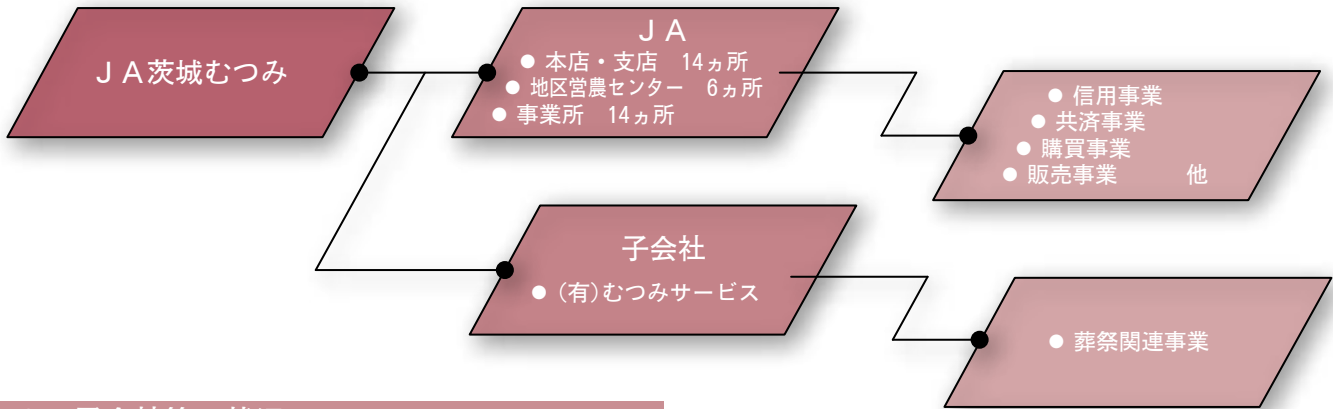 ＪＡ茨城むつみ
ＪＡ
● 本店・支店　14ヵ所
● 地区営農センター　6ヵ所
● 事業所　14ヵ所
● 信用事業
● 共済事業
● 購買事業
● 販売事業　　　他
子会社
● (有)むつみサービス
● 葬祭関連事業